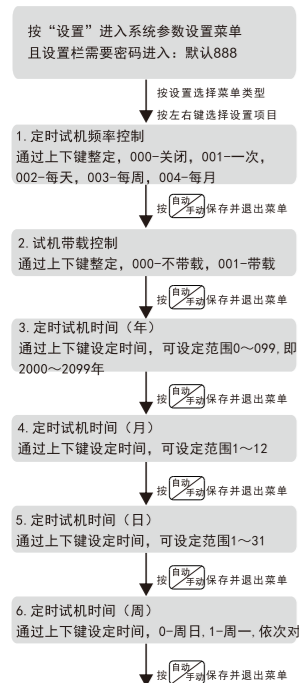 按“设置”进入系统参数设置菜单
且设置栏需要密码进入：默认888
按设置选择菜单类型
按左右键选择设置项目
1. 定时试机频率控制
通过上下键整定，000-关闭，001-一次，
002-每天，003-每周，004-每月
按自动/手动保存并退出菜单
2. 试机带载控制
通过上下键整定，000-不带载，001-带载
按自动/手动保存并退出菜单
3. 定时试机时间（年）
通过上下键设定时间，可设定范围0～099，即
2000～2099年
按自动/手动保存并退出菜单
4. 定时试机时间（月）
通过上下键设定时间，可设定范围1～12
按自动/手动保存并退出菜单
5. 定时试机时间（日）
通过上下键设定时间，可设定范围1～31
按自动/手动保存并退出菜单
6. 定时试机时间（周）
通过上下键设定时间，0-周日，1-周一，依次对
按自动/手动保存并退出菜单